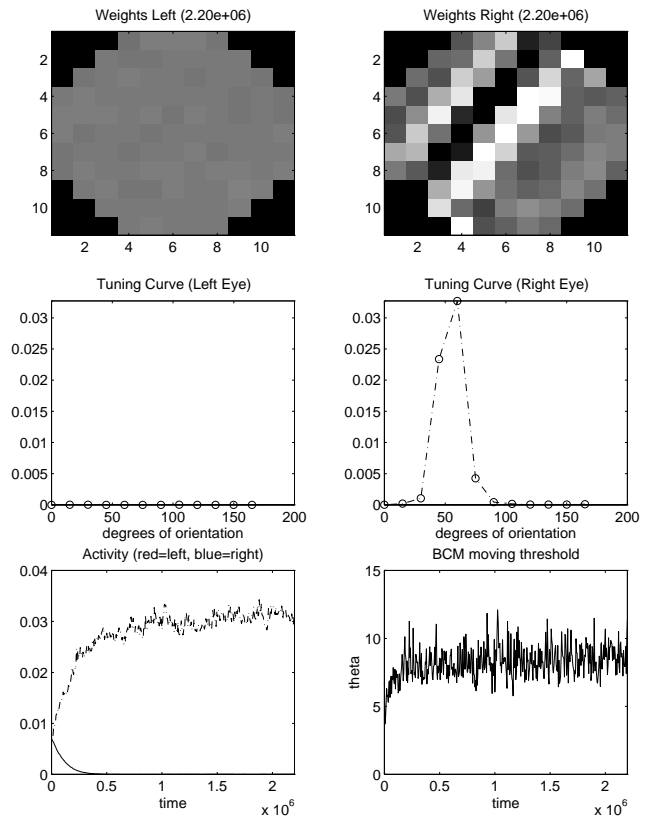 Weights Left (2.20e+06)
Weights Right (2.20e+06)
2
4
6
8
10
2 4 6 8 10
2
4
6
8
10
2 4 6 8 10
Tuning Curve (Left Eye)
0.03
0.025
0.02
0.015
0.01
0.005
0
0 50 100 150 200
degrees of orientation
Tuning Curve (Right Eye)
0.03
0.025
0.02
0.015
0.01
0.005
0
0 50 100 150 200
degrees of orientation
Activity (red=left, blue=right)
0.04
0.03
0.02
0.01
0
0 0.5 1 1.5 2
time
x 10^6
BCM moving threshold
15
10
5
0
theta
0 0.5 1 1.5 2
time
x 10^6